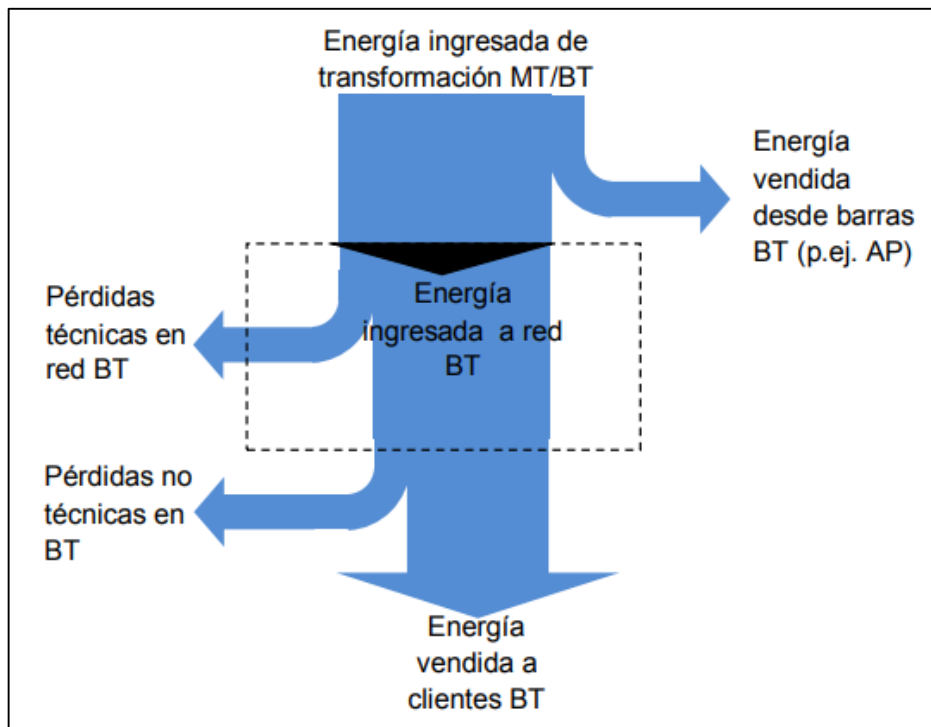 Energía ingresada de
transformación MT/BT
Energía
vendida
desde barras
BT (p.ej. AP)
Energía
ingresada a red
BT
Pérdidas
técnicas en
red BT
Pérdidas no
técnicas en
BT
Energía
vendida a
clientes BT